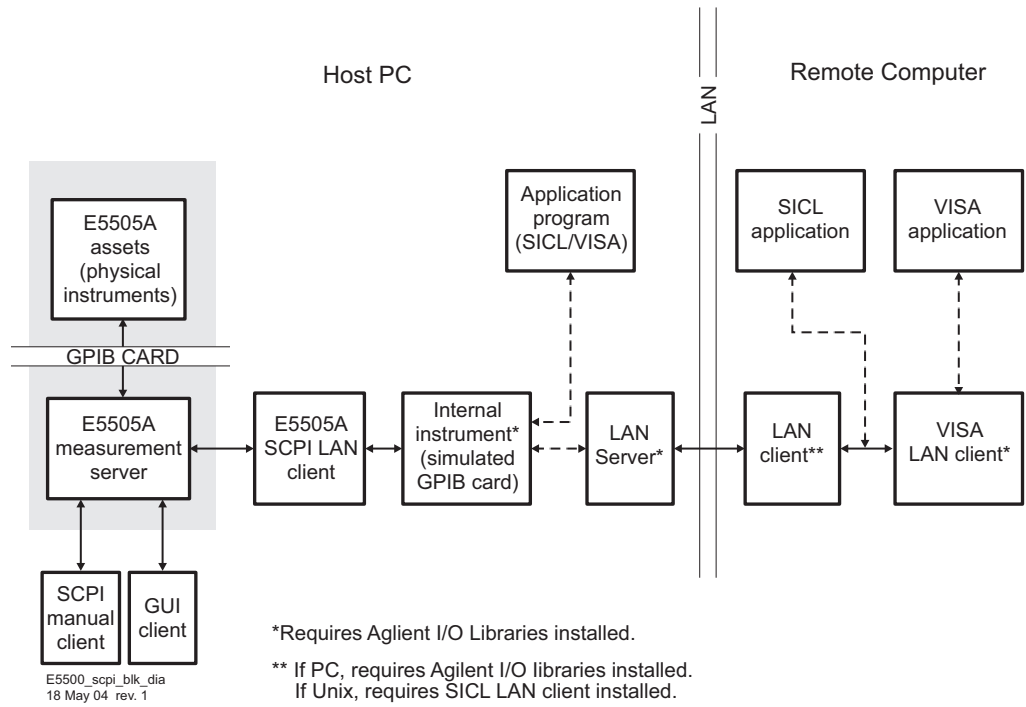 Host PC
LAN
Remote Computer
E5505A
assets
(physical
instruments)
Application
program
(SICL/VISA)
SICL
application
VISA
application
GPIB CARD
E5505A
measurement
server
E5505A
SCPI LAN
client
Internal
instrument*
(simulated
GPIB card)
LAN
Server*
LAN
client**
VISA
LAN client*
SCPI
manual
client
GUI
client
*Requires Aglient I/O Libraries installed.
** If PC, requires Agilent I/O libraries installed.
If Unix, requires SICL LAN client installed.
E5500_scpi_blk_dia
18 May 04 rev. 1